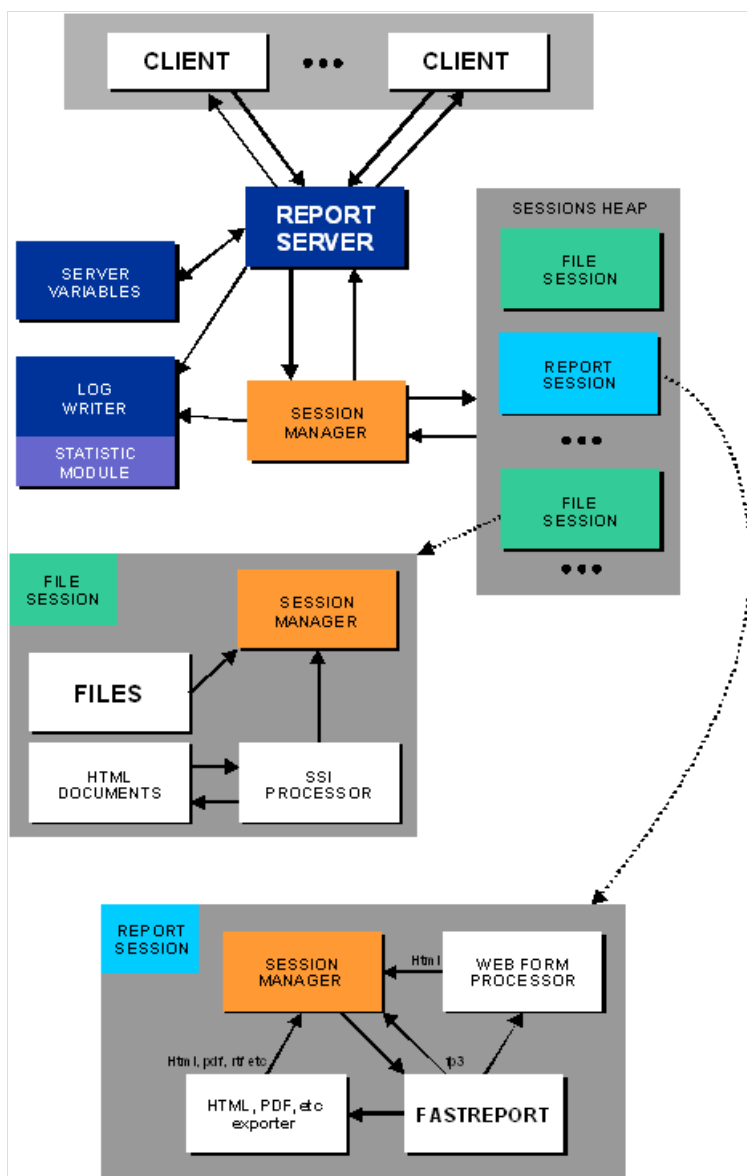 CLIENT
CLIENT
REPORT
SERVER
SESSIONS HEAP
FILE
SESSION
SERVER
VARIABLES
REPORT
SESSION
LOG
WRITER
SESSION
MANAGER
STATISTIC
MODULE
FILE
SESSION
FILE
SESSION
SESSION
MANAGER
FILES
HTML
DOCUMENTS
SSI
PROCESSOR
REPORT
SESSION
SESSION
MANAGER
Html
WEB FORM
PROCESSOR
Html, pdf, rtf etc
fp3
HTML, PDF, etc
exporter
FASTREPORT